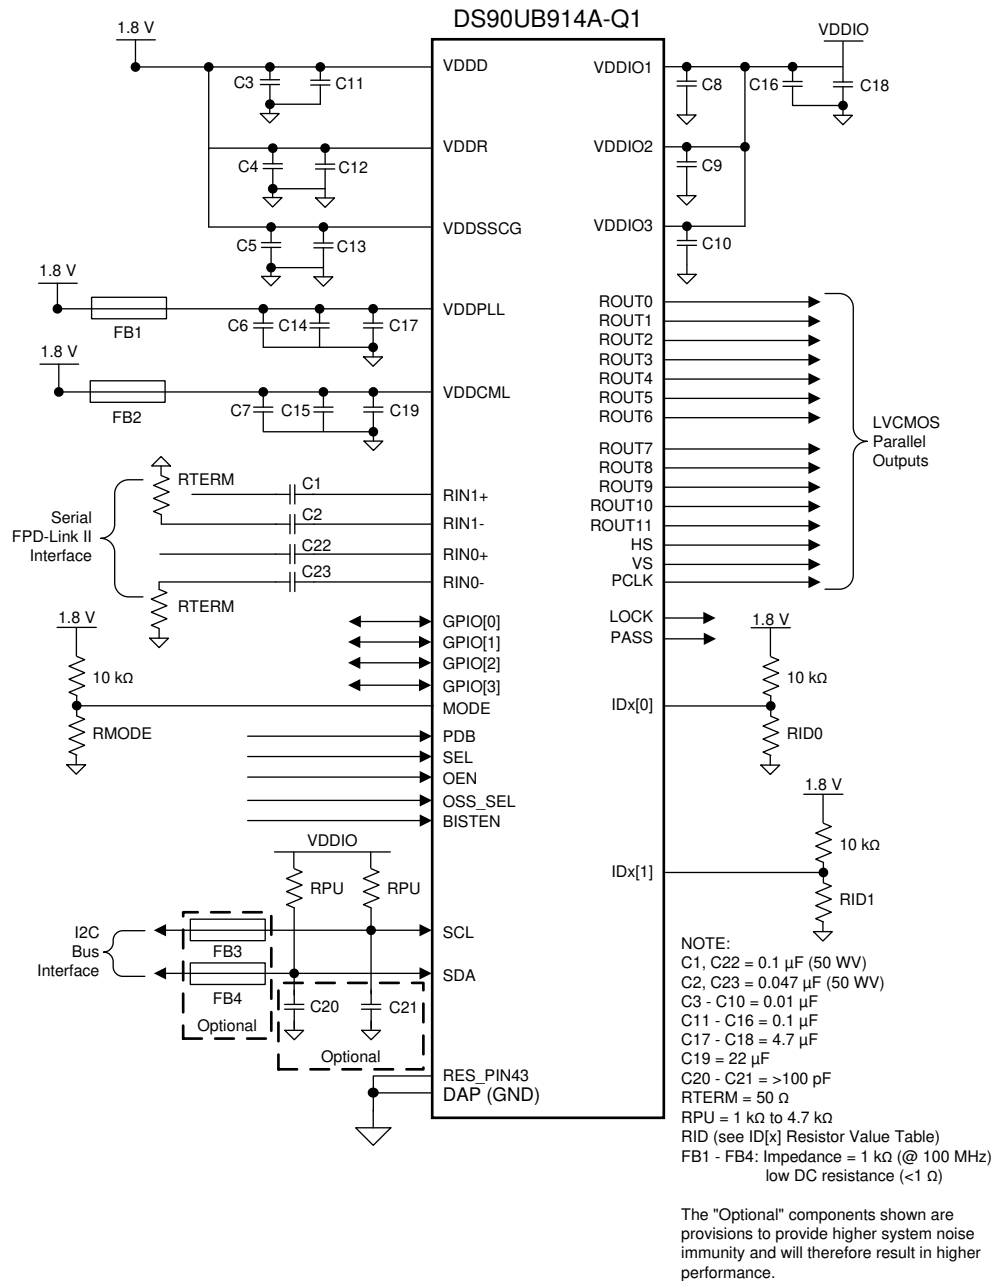 DS90UB914A-Q1
1.8 V
VDDIO
VDDD
VDDIO1
C3
C11
C8
C16
C18
VDDR
VDDIO2
C4
C12
C9
VDDSSCG
VDDIO3
C5
C13
C10
1.8 V
VDDPLL
FB1
C6
C14
C17
1.8 V
VDDCML
FB2
C7
C15
C19
ROUT0
ROUT1
ROUT2
ROUT3
ROUT4
ROUT5
ROUT6
ROUT7
ROUT8
ROUT9
ROUT10
ROUT11
HS
VS
PCLK
LVCMOS
Parallel
Outputs
RTERM
C1
RIN1+
C2
RIN1-
Serial
FPD-Link II
Interface
C22
RIN0+
C23
RIN0-
RTERM
GPIO[0]
GPIO[1]
GPIO[2]
GPIO[3]
LOCK
PASS
1.8 V
10 kΩ
MODE
RMODE
1.8 V
10 kΩ
IDx[0]
RID0
PDB
SEL
OEN
OSS_SEL
BISTEN
1.8 V
10 kΩ
IDx[1]
RID1
VDDIO
RPU
RPU
I2C
Bus
Interface
SCL
FB3
SDA
FB4
Optional
C20
C21
Optional
RES_PIN43
DAP (GND)
NOTE:
C1, C22 = 0.1 µF (50 WV)
C2, C23 = 0.047 µF (50 WV)
C3 - C10 = 0.01 µF
C11 - C16 = 0.1 µF
C17 - C18 = 4.7 µF
C19 = 22 µF
C20 - C21 = >100 pF
RTERM = 50 Ω
RPU = 1 kΩ to 4.7 kΩ
RID (see ID[x] Resistor Value Table)
FB1 - FB4: Impedance = 1 kΩ (@ 100 MHz)
low DC resistance (<1 Ω)
The "Optional" components shown are
provisions to provide higher system noise
immunity and will therefore result in higher
performance.